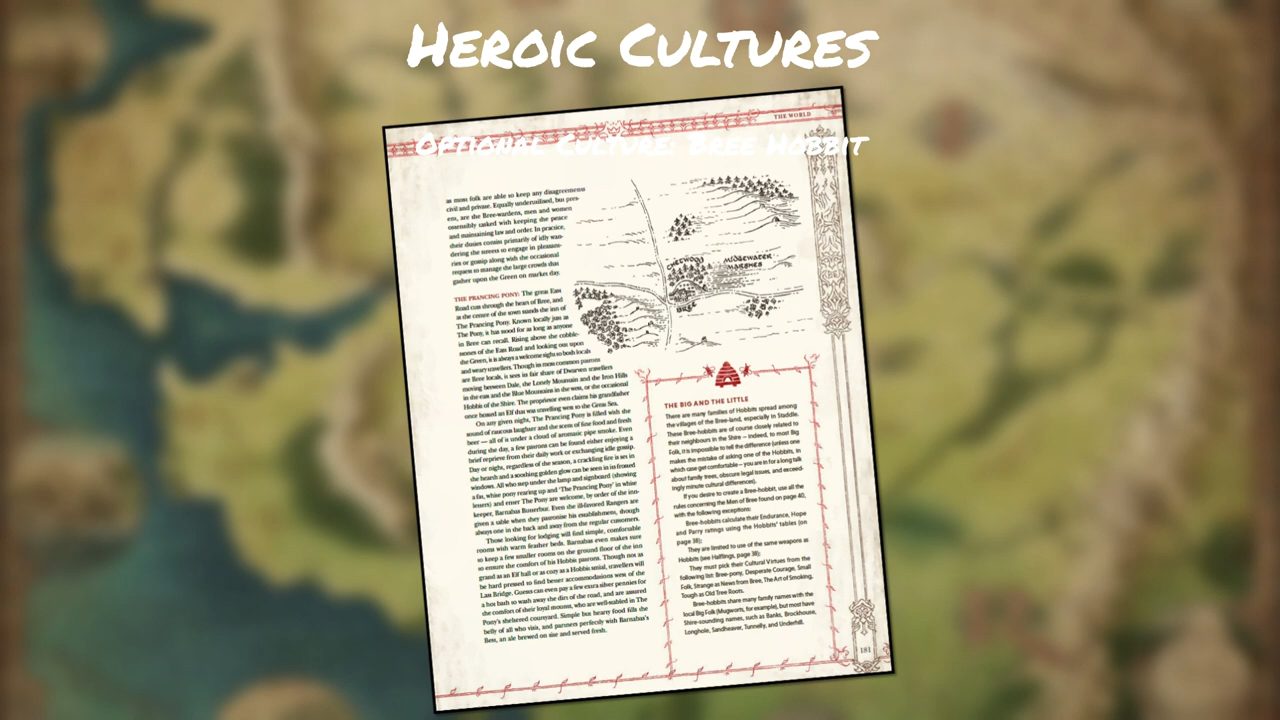 Heroic Cultures
THE WORLD
Optional Culture: Bree Hobbit
as most folk are able to keep any disagreements
civil and private. Equally underutilised, but pres-
ent, are the Bree-wardens, men and women
ostensibly tasked with keeping the peace
and maintaining law and order. In practice,
their duties consist primarily of idly wan-
dering the streets to engage in pleasant-
ries or gossip along with the occasional
request to manage the large crowds that
gather upon the Green on market day.
THE PRANCING PONY: The great East
Road cuts through the heart of Bree, and
at the centre of the town stands the inn of
The Prancing Pony. Known locally just as
The Pony, it has stood for as long as anyone
in Bree can recall. Rising above the cobble-
stones of the East Road and looking out upon
the Green, it is always a welcome sight to both locals
and weary travellers. Though its most common patrons
are Bree locals, it sees its fair share of Dwarven travellers
moving between Dale, the Lonely Mountain and the Iron Hills
in the east and the Blue Mountains in the west, or the occasional
Hobbit of the Shire. The proprietor even claims his grandfather
once hosted an Elf that was travelling west to the Great Sea.
On any given night, The Prancing Pony is filled with the
sound of raucous laughter and the scent of fine food and fresh
beer — all of it under a cloud of aromatic pipe smoke. Even
during the day, a few patrons can be found either enjoying a
brief reprieve from their daily work or exchanging idle gossip.
Day or night, regardless of the season, a crackling fire is set in
the hearth and a soothing golden glow can be seen in its frosted
windows. All who step under the lamp and signboard (showing
a fat, white pony rearing up and ‘The Prancing Pony’ in white
letters) and enter The Pony are welcome, by order of the inn-
keeper, Barnabas Butterbur. Even the ill-favored Rangers are
given a table when they patronise his establishment, though
always one in the back and away from the regular customers.
Those looking for lodging will find simple, comfortable
rooms with warm feather beds. Barnabas even makes sure
to keep a few smaller rooms on the ground floor of the inn
to ensure the comfort of his Hobbit patrons. Though not as
grand as an Elf hall or as cozy as a Hobbit smial, travellers will
be hard pressed to find better accommodations west of the
Last Bridge. Guests can even pay a few extra silver pennies for
a hot bath to wash away the dirt of the road, and are assured
the comfort of their loyal mounts, who are well-stabled in The
Pony’s sheltered courtyard. Simple but hearty food fills the
belly of all who visit, and partners perfectly with Barnabas’s
Best, an ale brewed on site and served fresh.
CHETWOOD
MIDGEWATER
MARSHES
BREE
THE BIG AND THE LITTLE
There are many families of Hobbits spread among
the villages of the Bree-land, especially in Staddle.
These Bree-hobbits are of course closely related to
their neighbours in the Shire — indeed, to most Big
Folk, it is impossible to tell the difference (unless one
makes the mistake of asking one of the Hobbits, in
which case get comfortable — you are in for a long talk
about family trees, obscure legal issues, and exceed-
ingly minute cultural differences).
If you desire to create a Bree-hobbit, use all the
rules concerning the Men of Bree found on page 40,
with the following exceptions:
Bree-hobbits calculate their Endurance, Hope
and Parry ratings using the Hobbits’ tables (on
page 38);
They are limited to use of the same weapons as
Hobbits (see Halflings, page 38);
They must pick their Cultural Virtues from the
following list: Bree-pony, Desperate Courage, Small
Folk, Strange as News from Bree, The Art of Smoking,
Tough as Old Tree Roots.
Bree-hobbits share many family names with the
local Big Folk (Mugworts, for example), but most have
Shire-sounding names, such as Banks, Brockhouse,
Longhole, Sandheaver, Tunnelly, and Underhill.
181